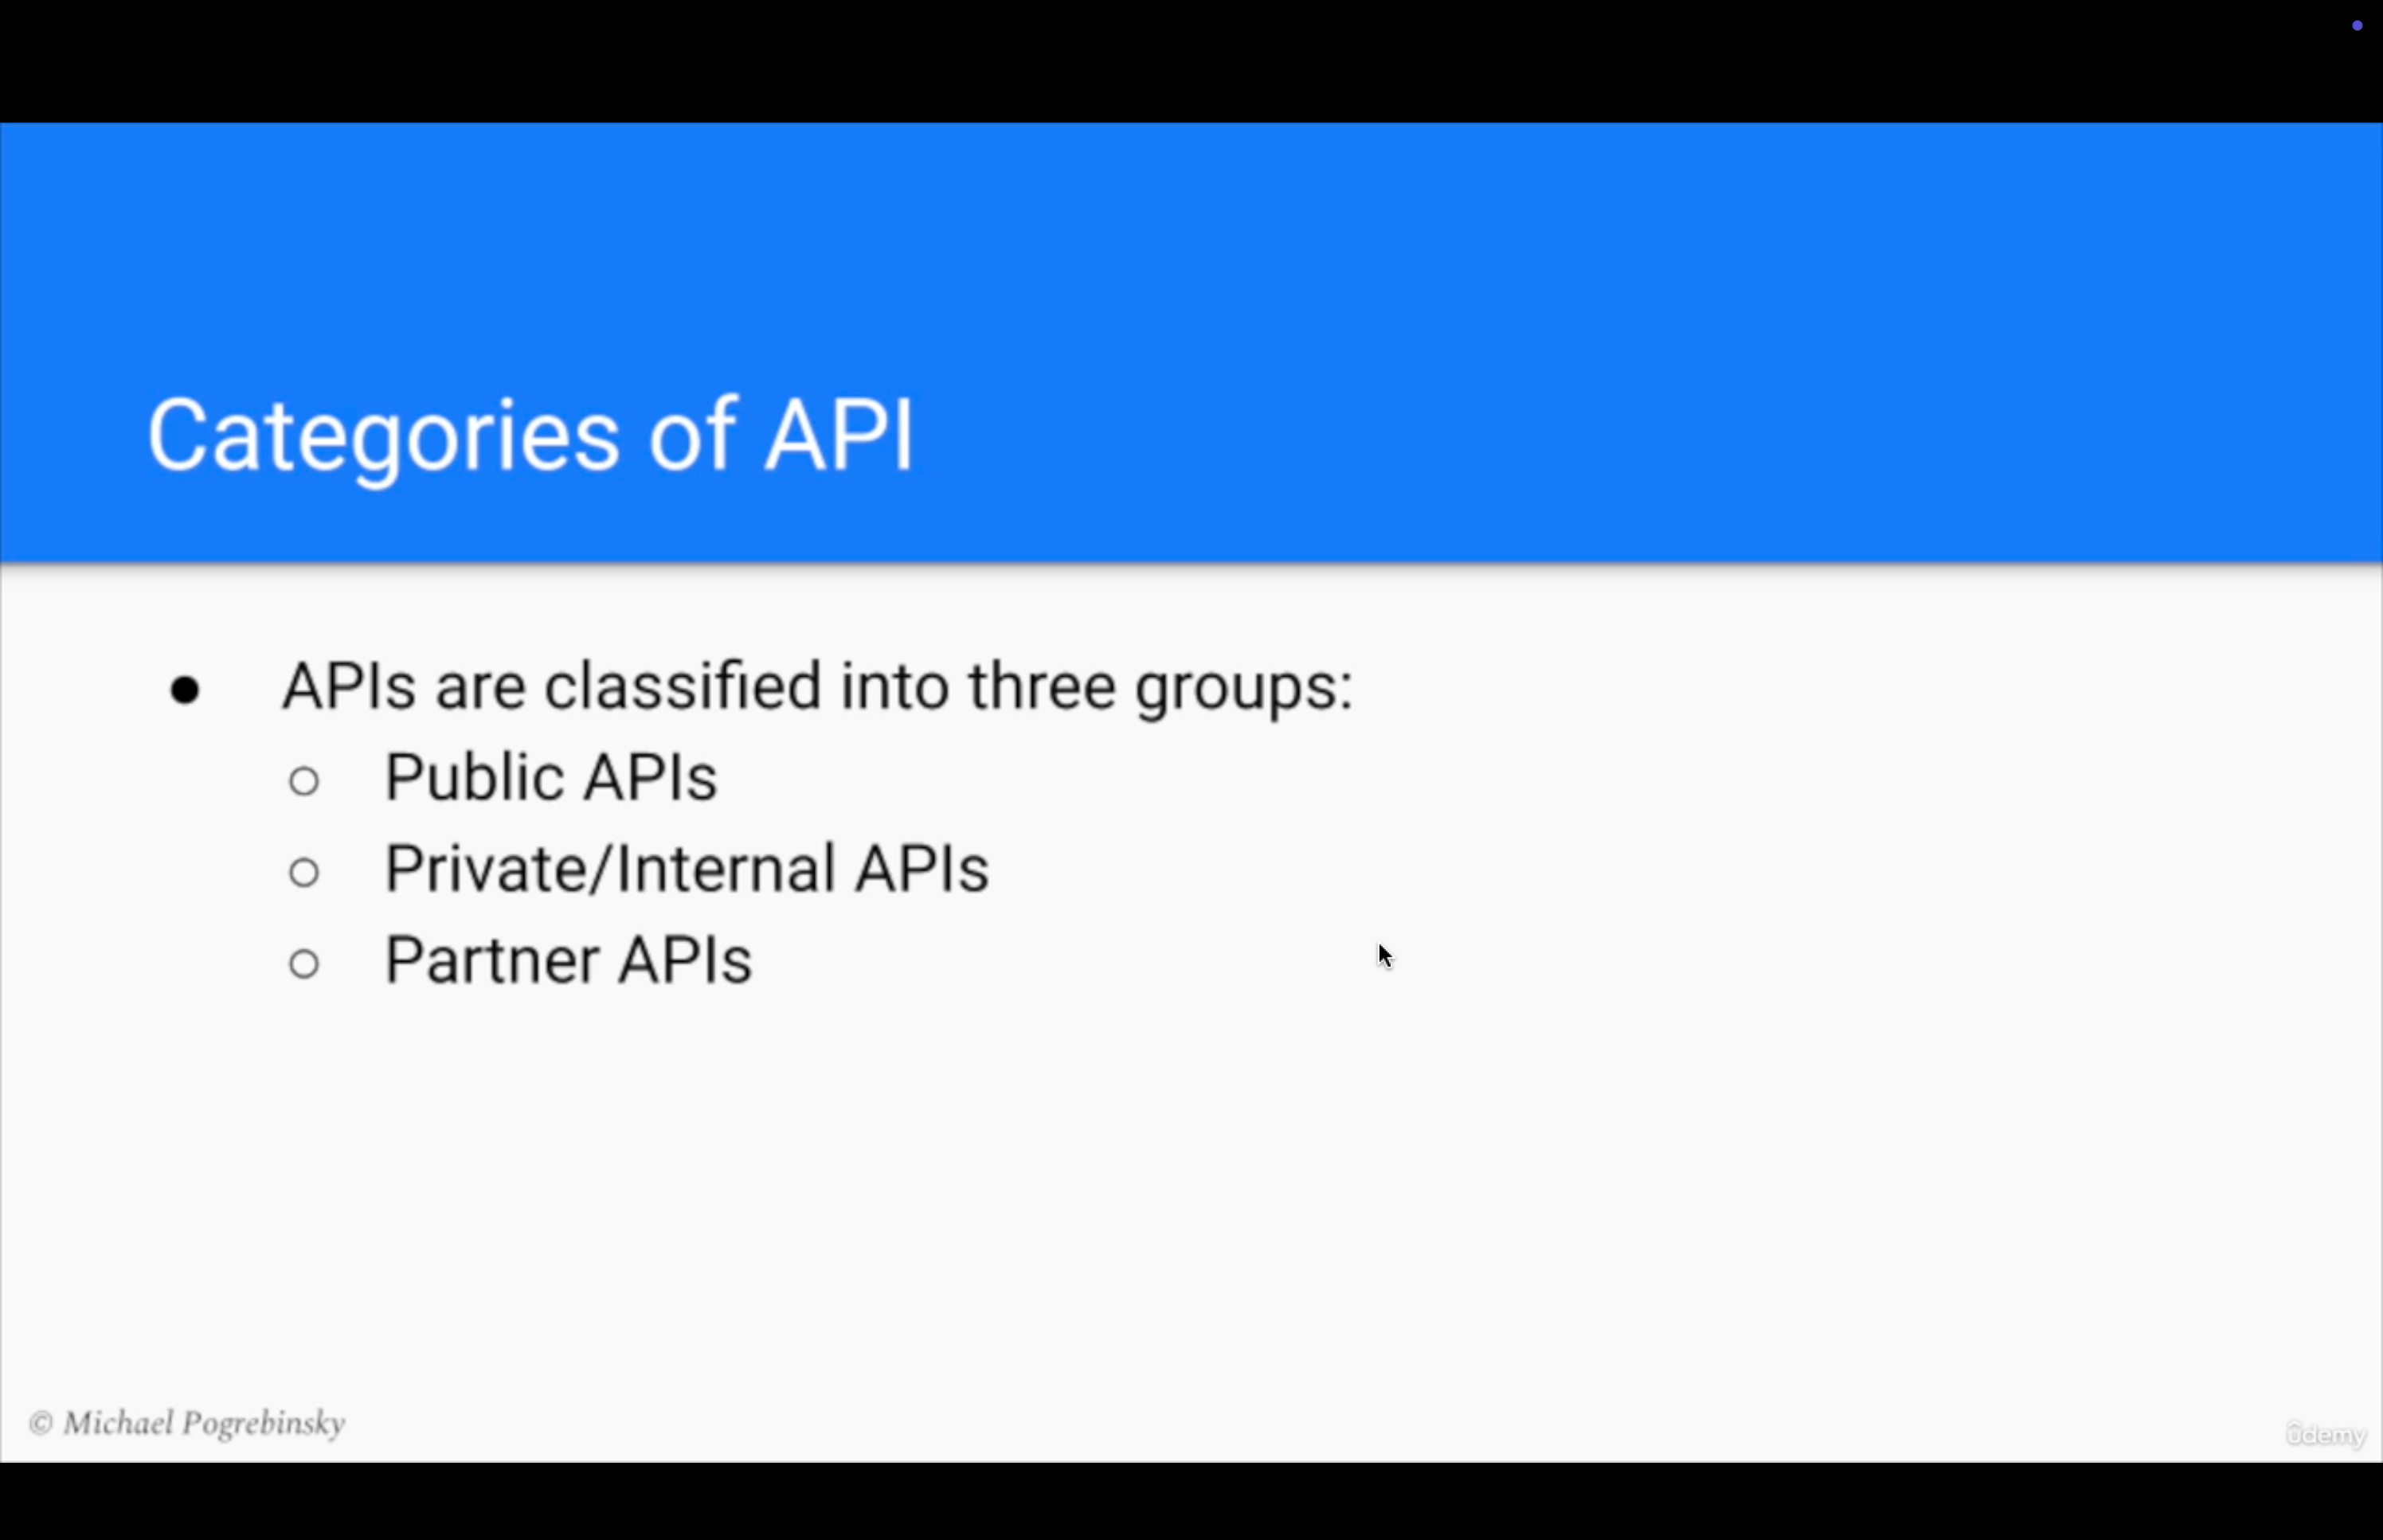 Categories of API
● APIs are classified into three groups:
○ Public APIs
○ Private/Internal APIs
○ Partner APIs
© Michael Pogrebinsky
ûdemy